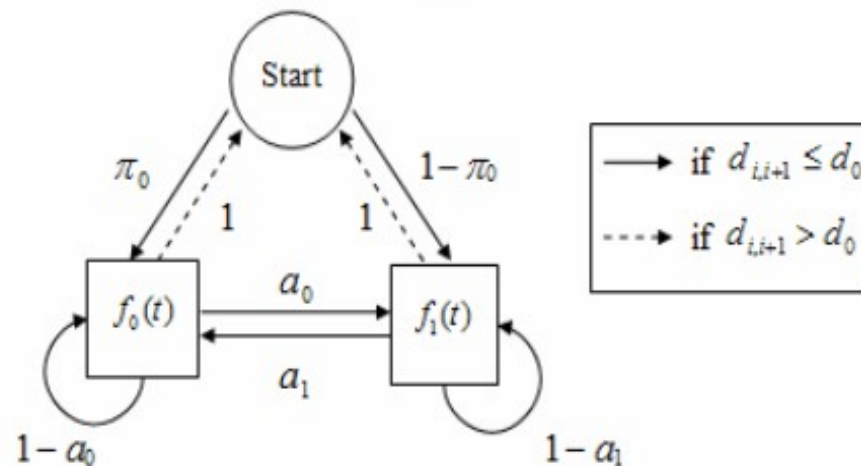 Start
π₀
1
1
1−π₀
if d_{i,i+1} ≤ d₀
if d_{i,i+1} > d₀
f₀(t)
a₀
f₁(t)
a₁
1−a₀
1−a₁